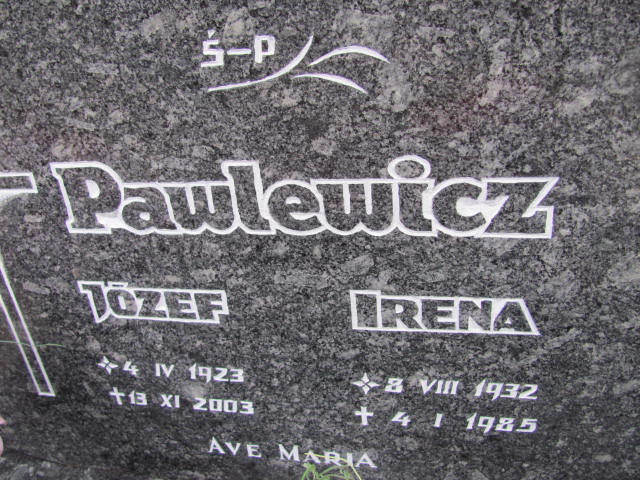 Ś-P
Pawlewicz
Józef
IRENA
4 IV 1923
13 XI 2003
8 VIII 1932
4 I 1985
AVE MARIA